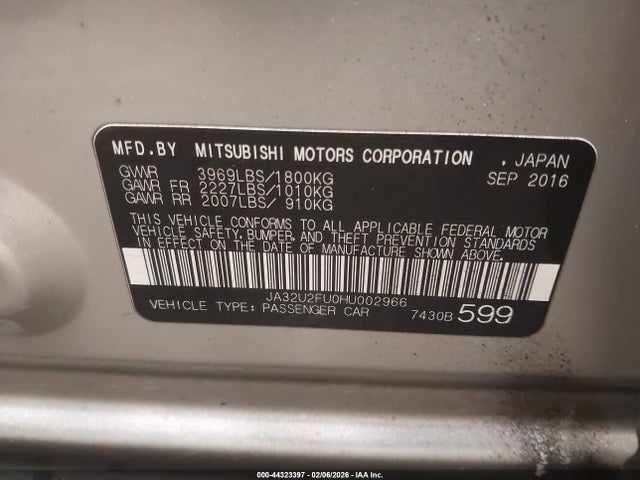 MFD.BY MITSUBISHI MOTORS CORPORATION . JAPAN
GVWR 3969LBS/1800KG SEP 2016
GAWR FR 2227LBS/1010KG
GAWR RR 2007LBS/ 910KG
THIS VEHICLE CONFORMS TO ALL APPLICABLE FEDERAL MOTOR
VEHICLE SAFETY, BUMPER, AND THEFT PREVENTION STANDARDS
IN EFFECT ON THE DATE OF MANUFACTURE SHOWN ABOVE.
JA32U2FU0HU002966
VEHICLE TYPE: PASSENGER CAR 7430B 599
000-44323397 - 02/06/2026 - IAA Inc.